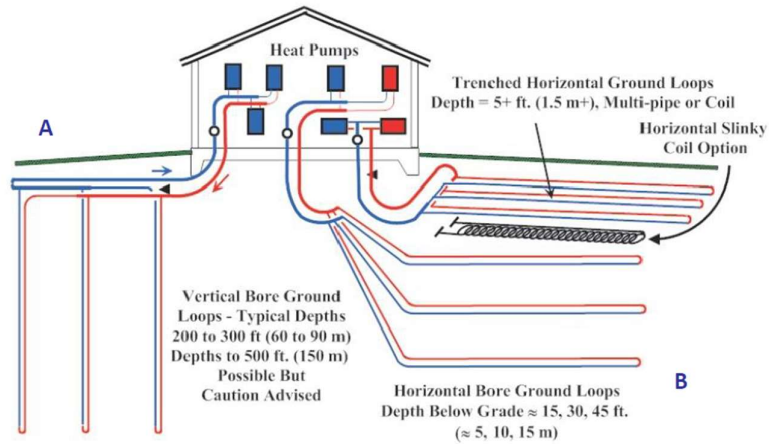 Heat Pumps
Trenched Horizontal Ground Loops
Depth = 5+ ft. (1.5 m+), Multi-pipe or Coil
Horizontal Slinky
Coil Option
A
Vertical Bore Ground
Loops - Typical Depths
200 to 300 ft (60 to 90 m)
Depths to 500 ft. (150 m)
Possible But
Caution Advised
Horizontal Bore Ground Loops
Depth Below Grade ≈ 15, 30, 45 ft.
(≈ 5, 10, 15 m)
B